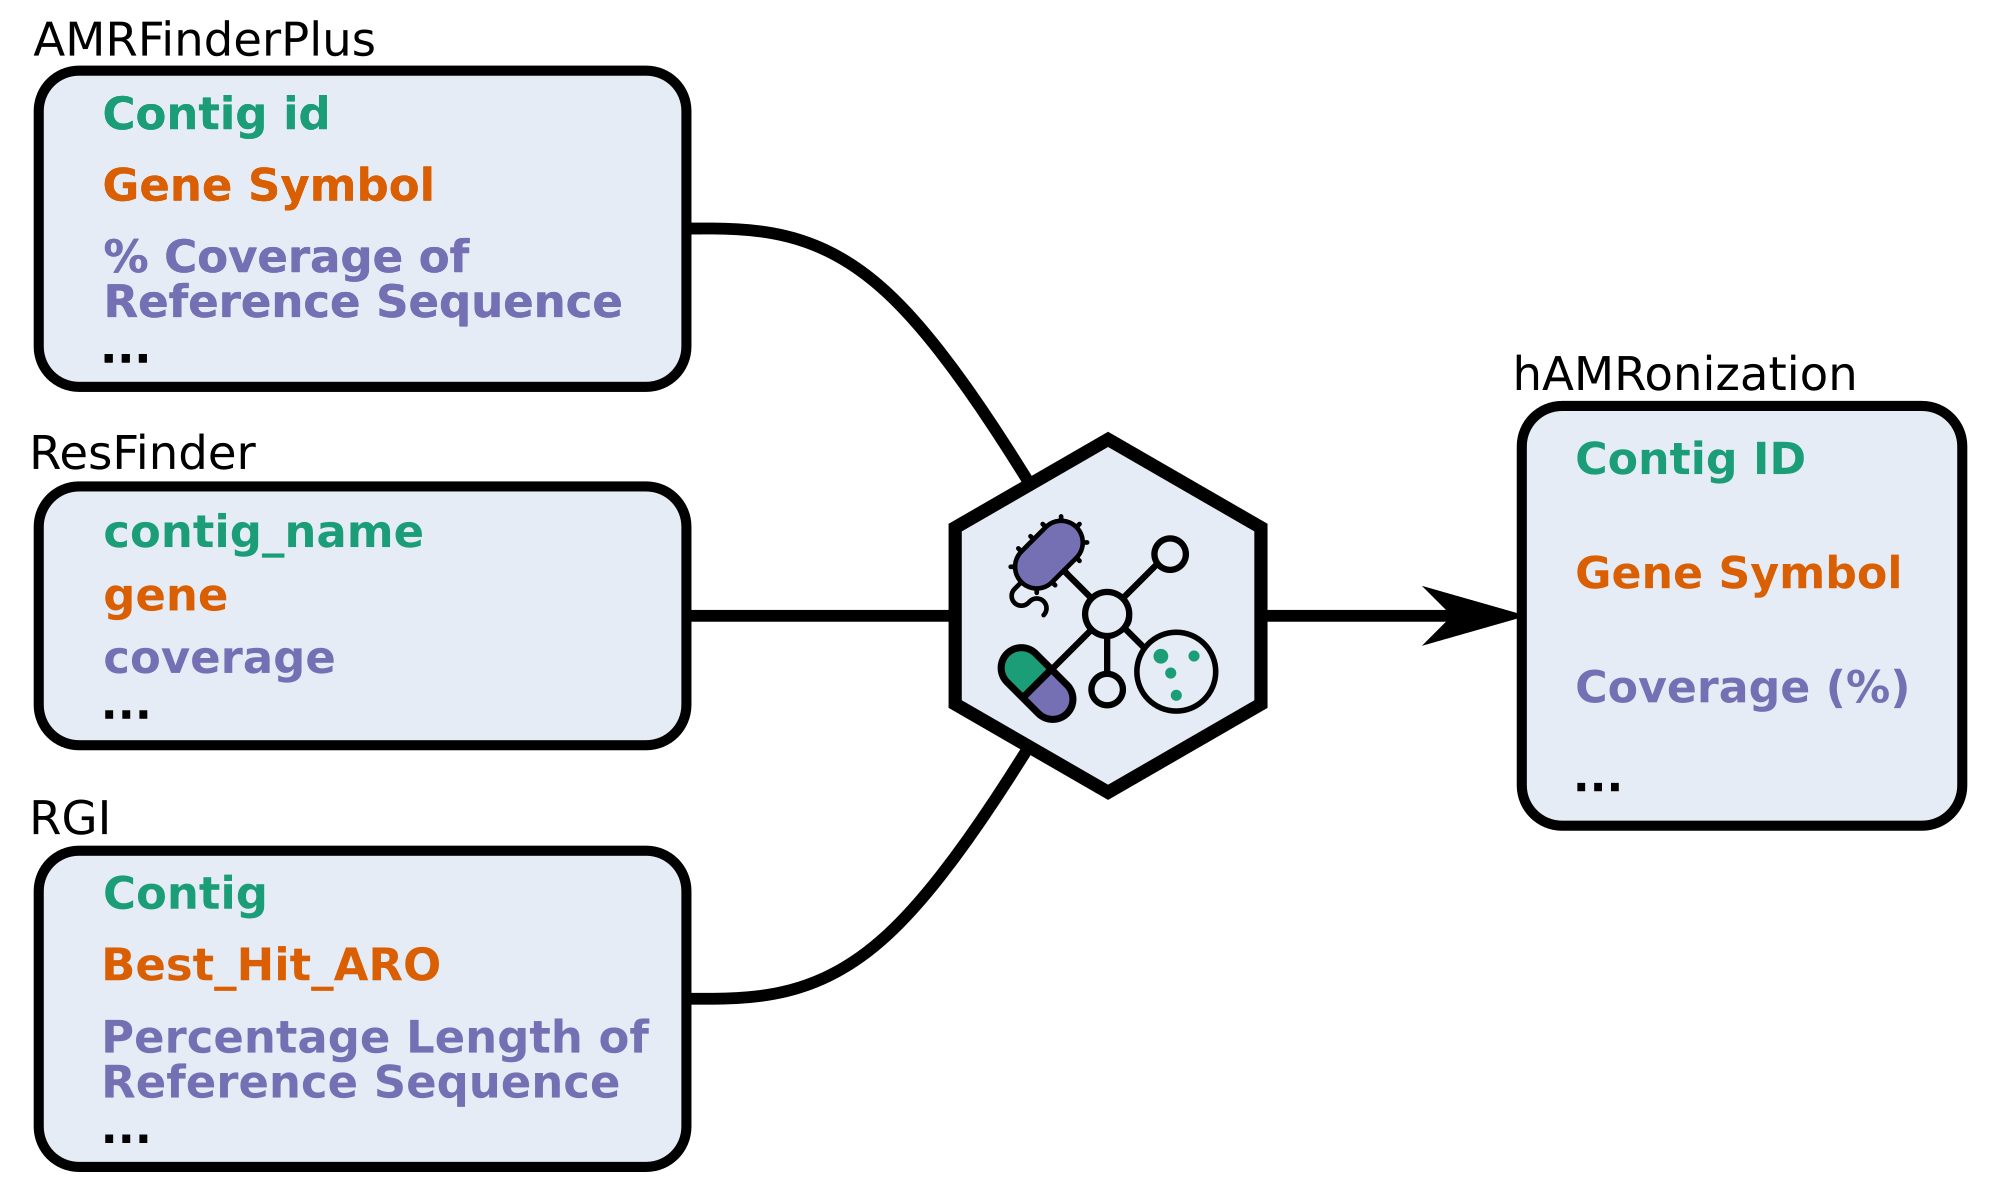 AMRFinderPlus
Contig id
Gene Symbol
% Coverage of
Reference Sequence
...
ResFinder
contig_name
gene
coverage
...
RGI
Contig
Best_Hit_ARO
Percentage Length of
Reference Sequence
...
hAMRonization
Contig ID
Gene Symbol
Coverage (%)
...